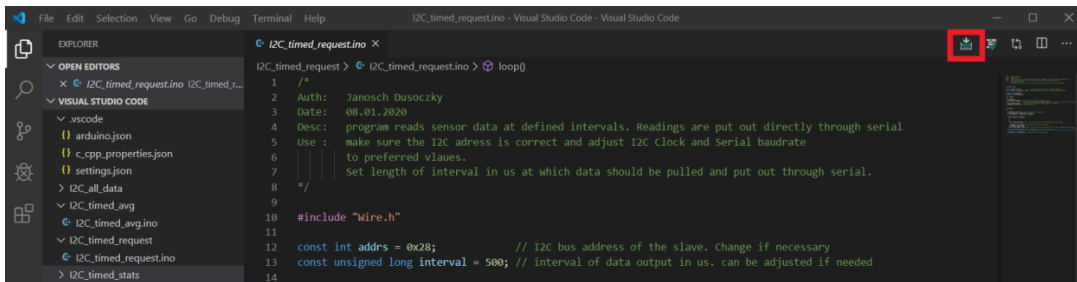 File Edit Selection View Go Debug Terminal Help I2C_timed_request.ino - Visual Studio Code - Visual Studio Code
EXPLORER
OPEN EDITORS
I2C_timed_request.ino I2C_timed_r...
VISUAL STUDIO CODE
.vscode
{} arduino.json
{} c_cpp_properties.json
{} settings.json
I2C_all_data
I2C_timed_avg
I2C_timed_avg.ino
I2C_timed_request
I2C_timed_request.ino
I2C_timed_stats
I2C_timed_request.ino
I2C_timed_request > I2C_timed_request.ino > loop()
1 /*
2 Auth: Janosch Dusoczky
3 Date: 08.01.2020
4 Desc: program reads sensor data at defined intervals. Readings are put out directly through serial
5 Use : make sure the I2C adress is correct and adjust I2C Clock and Serial baudrate
6 to preferred vlaues.
7 Set length of interval in us at which data should be pulled and put out through serial.
8 */
9
10 #include "Wire.h"
11
12 const int addrs = 0x28; // I2C bus address of the slave. Change if necessary
13 const unsigned long interval = 500; // interval of data output in us. can be adjusted if needed
14